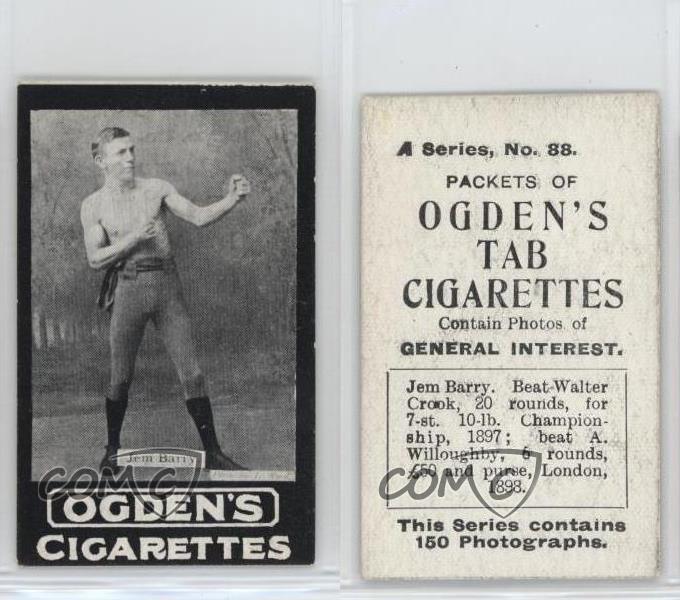 Jem Barry
OGDEN'S
CIGARETTES
A Series, No. 88.
PACKETS OF
OGDEN'S
TAB
CIGARETTES
Contain Photos of
GENERAL INTEREST.
Jem Barry. Beat Walter
Crook, 20 rounds, for
7-st. 10-lb. Champion-
ship, 1897; beat A.
Willoughby, 6 rounds,
£50 and purse, London,
1898.
This Series contains
150 Photographs.
COMC
COMC